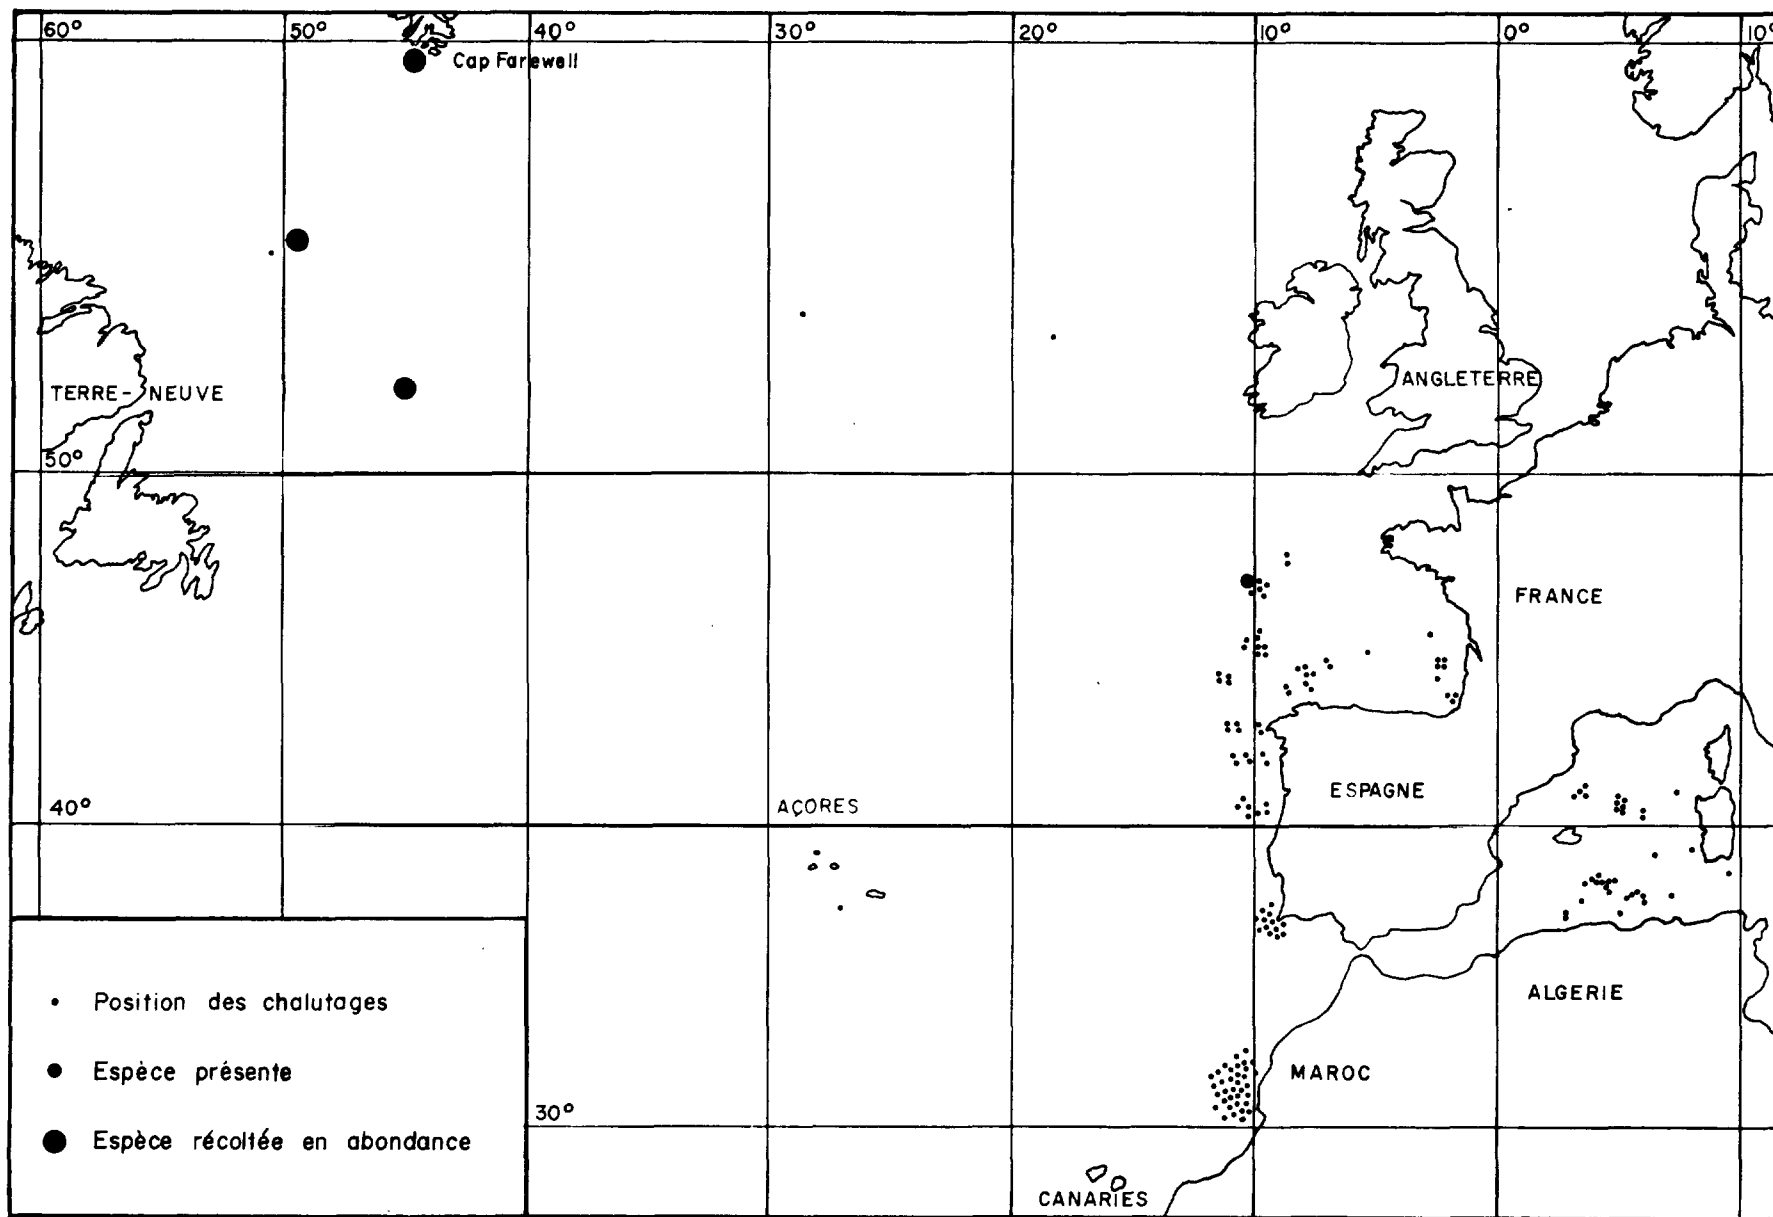 60° 50° 40° 30° 20° 10° 0° 10°
Cap Farewell
TERRE-NEUVE
ANGLETERRE
50°
FRANCE
ESPAGNE
40°
AÇORES
ALGERIE
• Position des chalutages
MAROC
• Espèce présente
30°
● Espèce récoltée en abondance
CANARIES